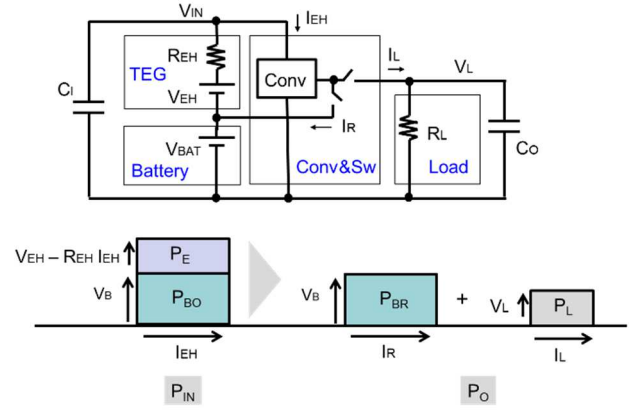 VIN
IEH
REH
TEG
VEH
CI
Conv
IL
VL
IR
VBAT
Battery
Conv&Sw
RL
Load
CO
VEH – REH IEH
PE
VB
PBO
IEH
VB
PBR
IR
+
VL
PL
IL
PIN
PO